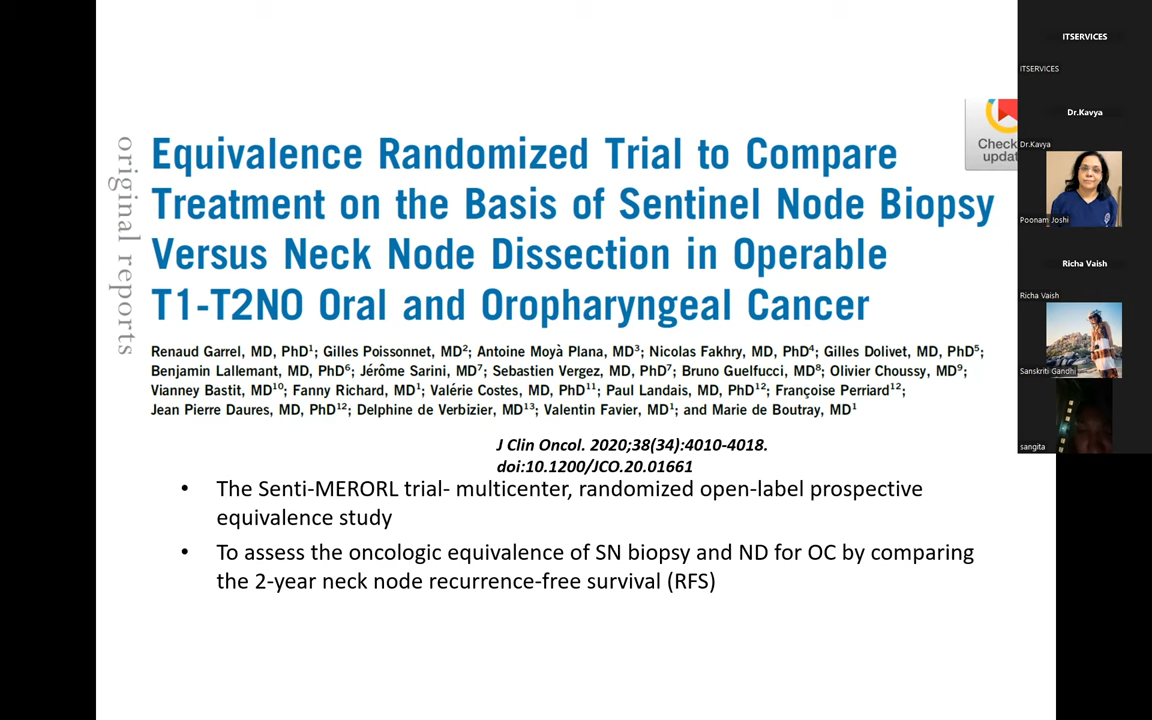 original reports
Equivalence Randomized Trial to Compare
Treatment on the Basis of Sentinel Node Biopsy
Versus Neck Node Dissection in Operable
T1-T2N0 Oral and Oropharyngeal Cancer
Check
updat
Renaud Garrel, MD, PhD¹; Gilles Poissonnet, MD²; Antoine Moyà Plana, MD³; Nicolas Fakhry, MD, PhD⁴; Gilles Dolivet, MD, PhD⁵;
Benjamin Lallemant, MD, PhD⁶; Jérôme Sarini, MD⁷; Sebastien Vergez, MD, PhD⁷; Bruno Guelfucci, MD⁸; Olivier Choussy, MD⁹;
Vianney Bastit, MD¹⁰; Fanny Richard, MD¹; Valérie Costes, MD, PhD¹¹; Paul Landais, MD, PhD¹²; Françoise Perriard¹²;
Jean Pierre Daures, MD, PhD¹²; Delphine de Verbizier, MD¹³; Valentin Favier, MD¹; and Marie de Boutray, MD¹
J Clin Oncol. 2020;38(34):4010-4018.
doi:10.1200/JCO.20.01661
• The Senti-MERORL trial- multicenter, randomized open-label prospective
equivalence study
• To assess the oncologic equivalence of SN biopsy and ND for OC by comparing
the 2-year neck node recurrence-free survival (RFS)
ITSERVICES
ITSERVICES
Dr.Kavya
Dr.Kavya
Poonam Joshi
Richa Vaish
Richa Vaish
Sanskriti Gandhi
sangita